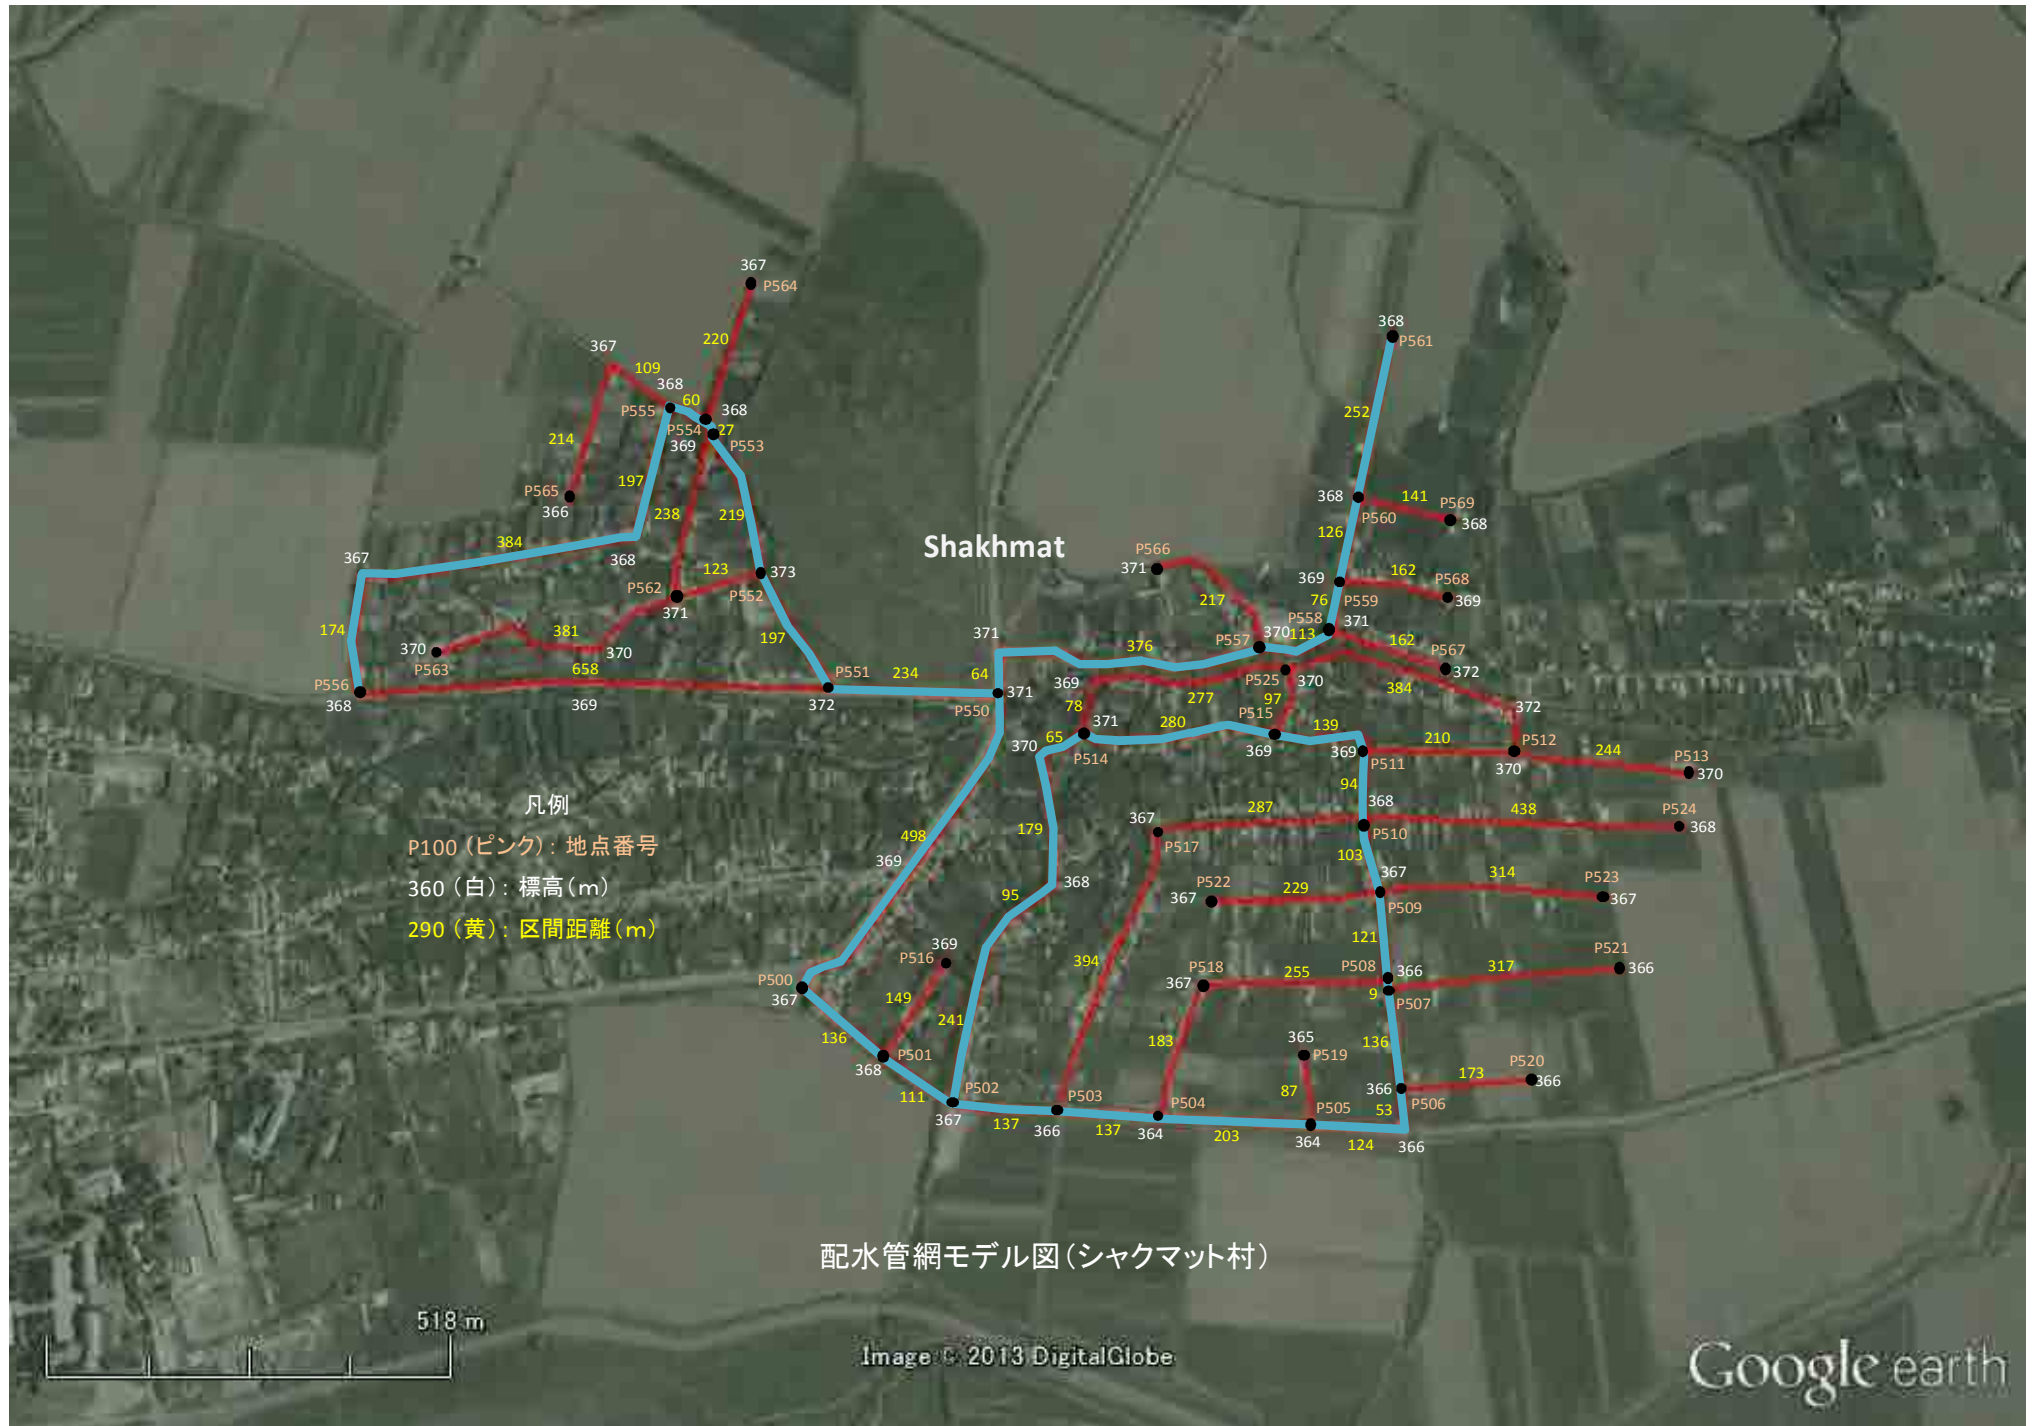 367
P564
220
367
109
368
60
P555
368
P554
27
369
P553
214
197
P565
366
238
219
384
367
368
123
373
P562
P552
371
174
381
197
370
P563
370
658
P556
368
369
P551
372
234
371
64
371
P550
Shakhmat
368
P561
252
368
141
P569
P560
368
126
P566
371
369
162
P568
P559
369
217
76
P558
371
P557
370
113
162
P567
372
376
369
P525
370
384
277
97
78
371
280
P515
139
372
370
65
P514
369
369
P511
210
P512
370
244
P513
370
94
368
438
P524
368
P510
287
367
P517
凡例
P100 (ピンク) : 地点番号
360 (白) : 標高(m)
290 (黄) : 区間距離(m)
498
369
179
103
367
314
P522
229
367
P509
P523
367
368
95
121
369
P516
394
P518
367
255
P508
366
317
P521
366
9
P507
P500
367
149
241
136
183
136
365
P519
P501
368
87
366
173
P520
366
P506
111
P502
367
137
P503
366
137
P504
364
203
P505
364
53
124
366
配水管網モデル図(シャクマット村)
518 m
Image © 2013 DigitalGlobe
Google earth